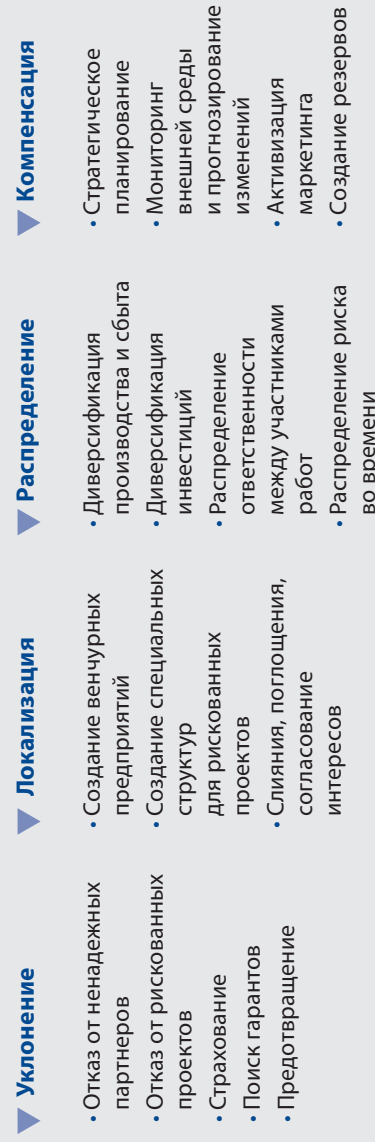 Уклонение
• Отказ от ненадежных
партнеров
• Отказ от рискованных
проектов
• Страхование
• Поиск гарантов
• Предотвращение
Локализация
• Создание венчурных
предприятий
• Создание специальных
структур
для рискованных
проектов
• Слияния, поглощения,
согласование
интересов
Распределение
• Диверсификация
производства и сбыта
• Диверсификация
инвестиций
• Распределение
ответственности
между участниками
работ
• Распределение риска
во времени
Компенсация
• Стратегическое
планирование
• Мониторинг
внешней среды
и прогнозирование
изменений
• Активизация
маркетинга
• Создание резервов